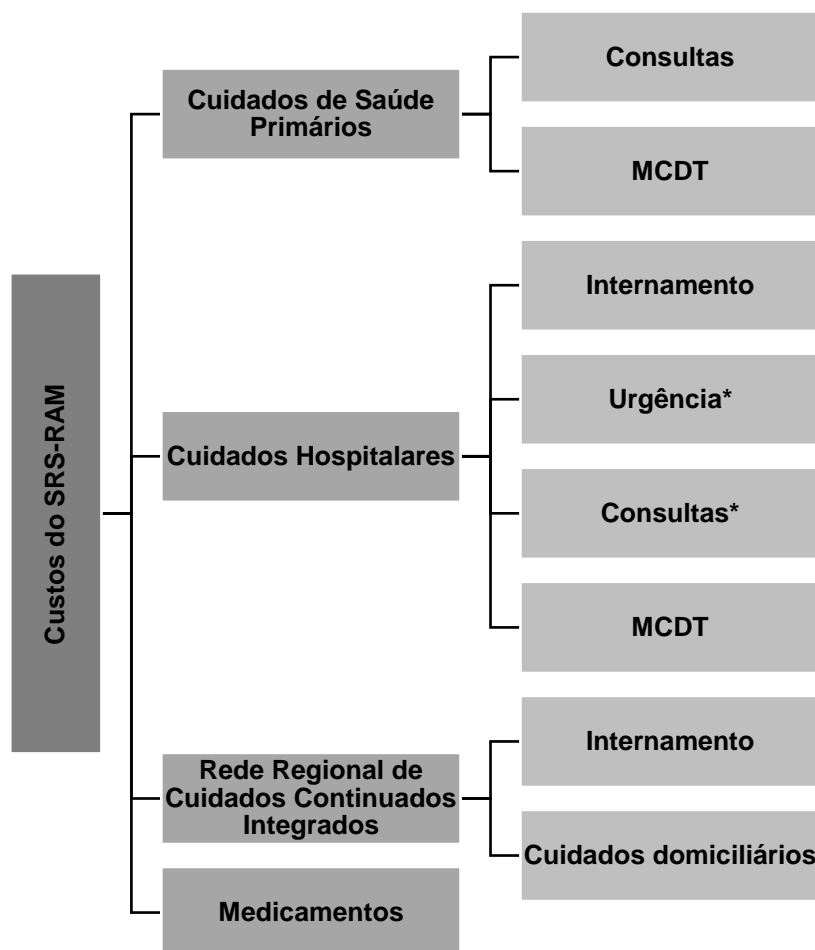 Custos do SRS-RAM
Cuidados de Saúde
Primários
Consultas
MCDT
Cuidados Hospitalares
Internamento
Urgência*
Consultas*
MCDT
Rede Regional de
Cuidados Continuados
Integrados
Internamento
Cuidados domiciliários
Medicamentos